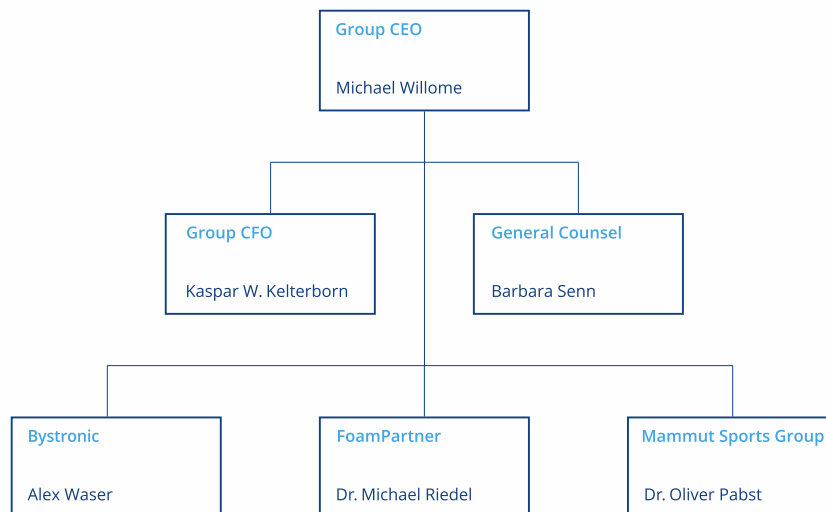 Group CEO
Michael Willome
Group CFO
Kaspar W. Kelterborn
General Counsel
Barbara Senn
Bystronic
Alex Waser
FoamPartner
Dr. Michael Riedel
Mammut Sports Group
Dr. Oliver Pabst